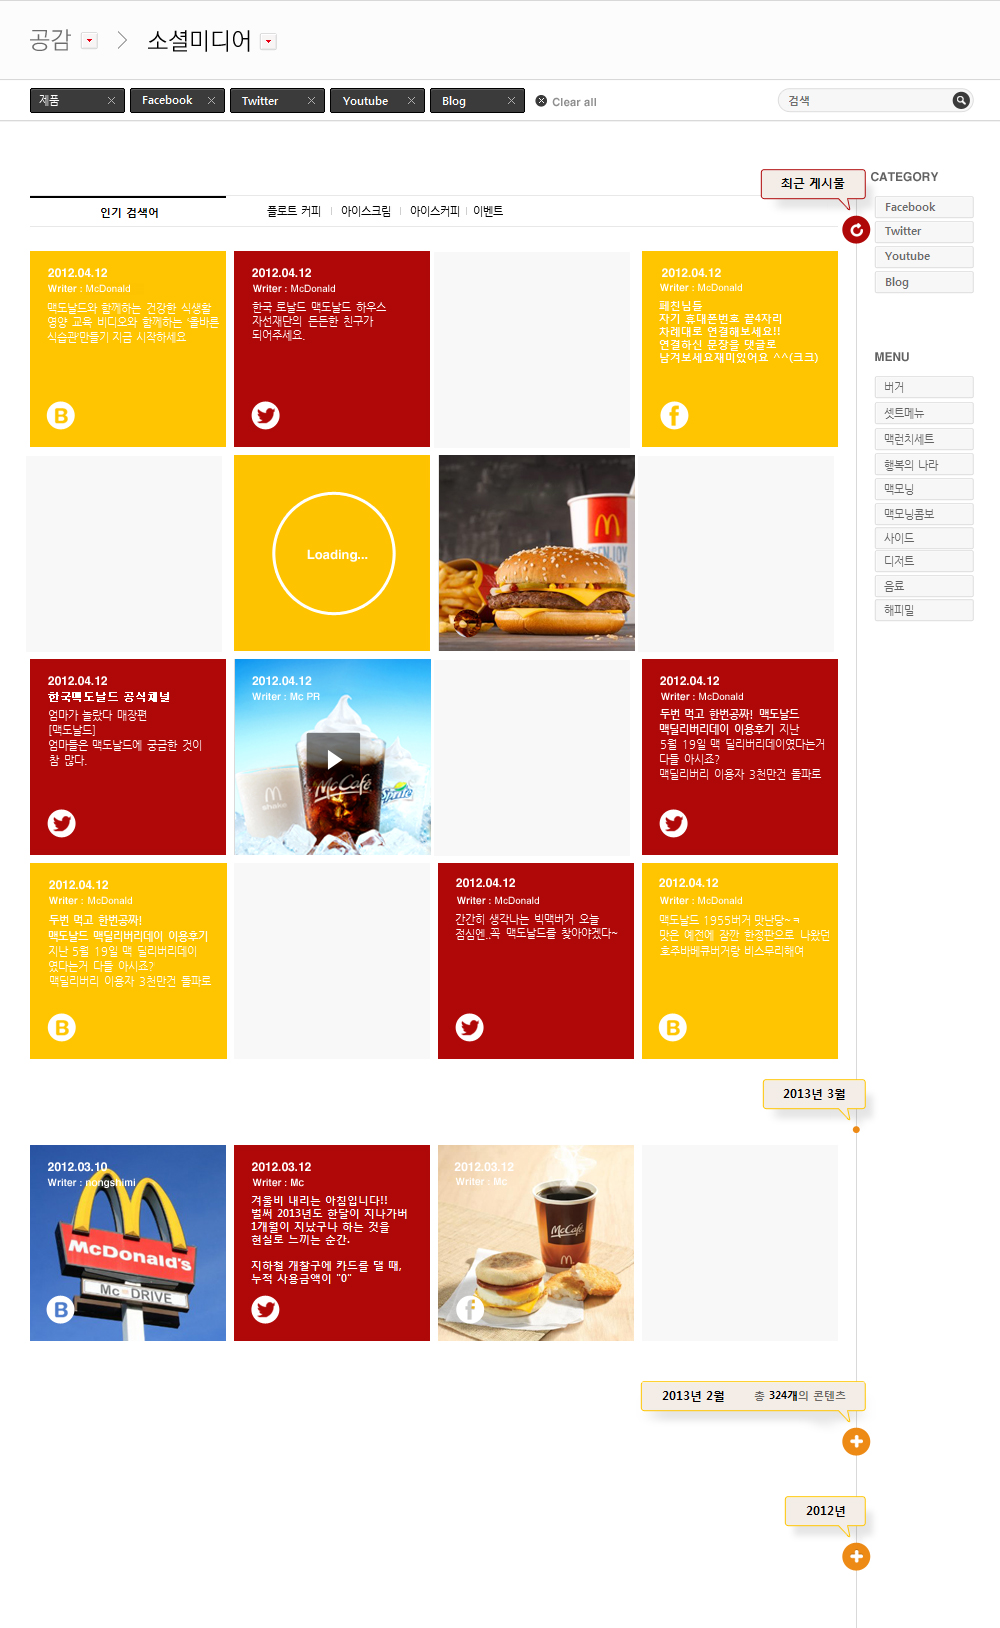 공감
소셜미디어
제품
Facebook
Twitter
Youtube
Blog
Clear all
검색
최근 게시물
CATEGORY
Facebook
Twitter
Youtube
Blog
인기 검색어
플로트 커피
아이스크림
아이스커피
이벤트
2012.04.12
Writer : McDonald
맥도날드와 함께하는 건강한 식생활
영양 교육 비디오와 함께하는 '올바른
식습관'만들기 지금 시작하세요
2012.04.12
Writer : McDonald
한국 로날드 맥도날드 하우스
자선재단의 든든한 친구가
되어주세요.
2012.04.12
Writer : McDonald
페친님들
자기 휴대폰번호 끝4자리
차례대로 연결해보세요!!
연결하신 문장을 댓글로
남겨보세요재미있어요 ^^(크크)
MENU
버거
셋트메뉴
맥런치세트
행복의 나라
맥모닝
맥모닝콤보
사이드
디저트
음료
해피밀
Loading...
ENJOY
2012.04.12
한국맥도날드 공식채널
엄마가 놀랐다 매장편
[맥도날드]
엄마들은 맥도날드에 궁금한 것이
참 많다.
2012.04.12
Writer : Mc PR
shake
McCafé
Sprite
2012.04.12
Writer : McDonald
두번 먹고 한번공짜! 맥도날드
맥딜리버리데이 이용후기 지난
5월 19일 맥 딜리버리데이였다는거
다들 아시죠?
맥딜리버리 이용자 3천만건 돌파로
2012.04.12
Writer : McDonald
두번 먹고 한번공짜!
맥도날드 맥딜리버리데이 이용후기
지난 5월 19일 맥 딜리버리데이
였다는거 다들 아시죠?
맥딜리버리 이용자 3천만건 돌파로
2012.04.12
Writer : McDonald
간간히 생각나는 빅맥버거 오늘
점심엔..꼭 맥도날드를 찾아야겠다~
2012.04.12
Writer : McDonald
맥도날드 1955버거 맛난당~ㅋ
맛은 예전에 잠깐 한정판으로 나왔던
호주바베큐버거랑 비스무리해여
2013년 3월
2012.03.10
Writer : nongshimi
McDonald's
Mc DRIVE
2012.03.12
Writer : Mc
겨울비 내리는 아침입니다!!
벌써 2013년도 한달이 지나가버
1개월이 지났구나 하는 것을
현실로 느끼는 순간.
지하철 개찰구에 카드를 댈 때,
누적 사용금액이 "0"
2012.03.12
Writer : Mc
McCafé
2013년 2월
총 324개의 콘텐츠
2012년